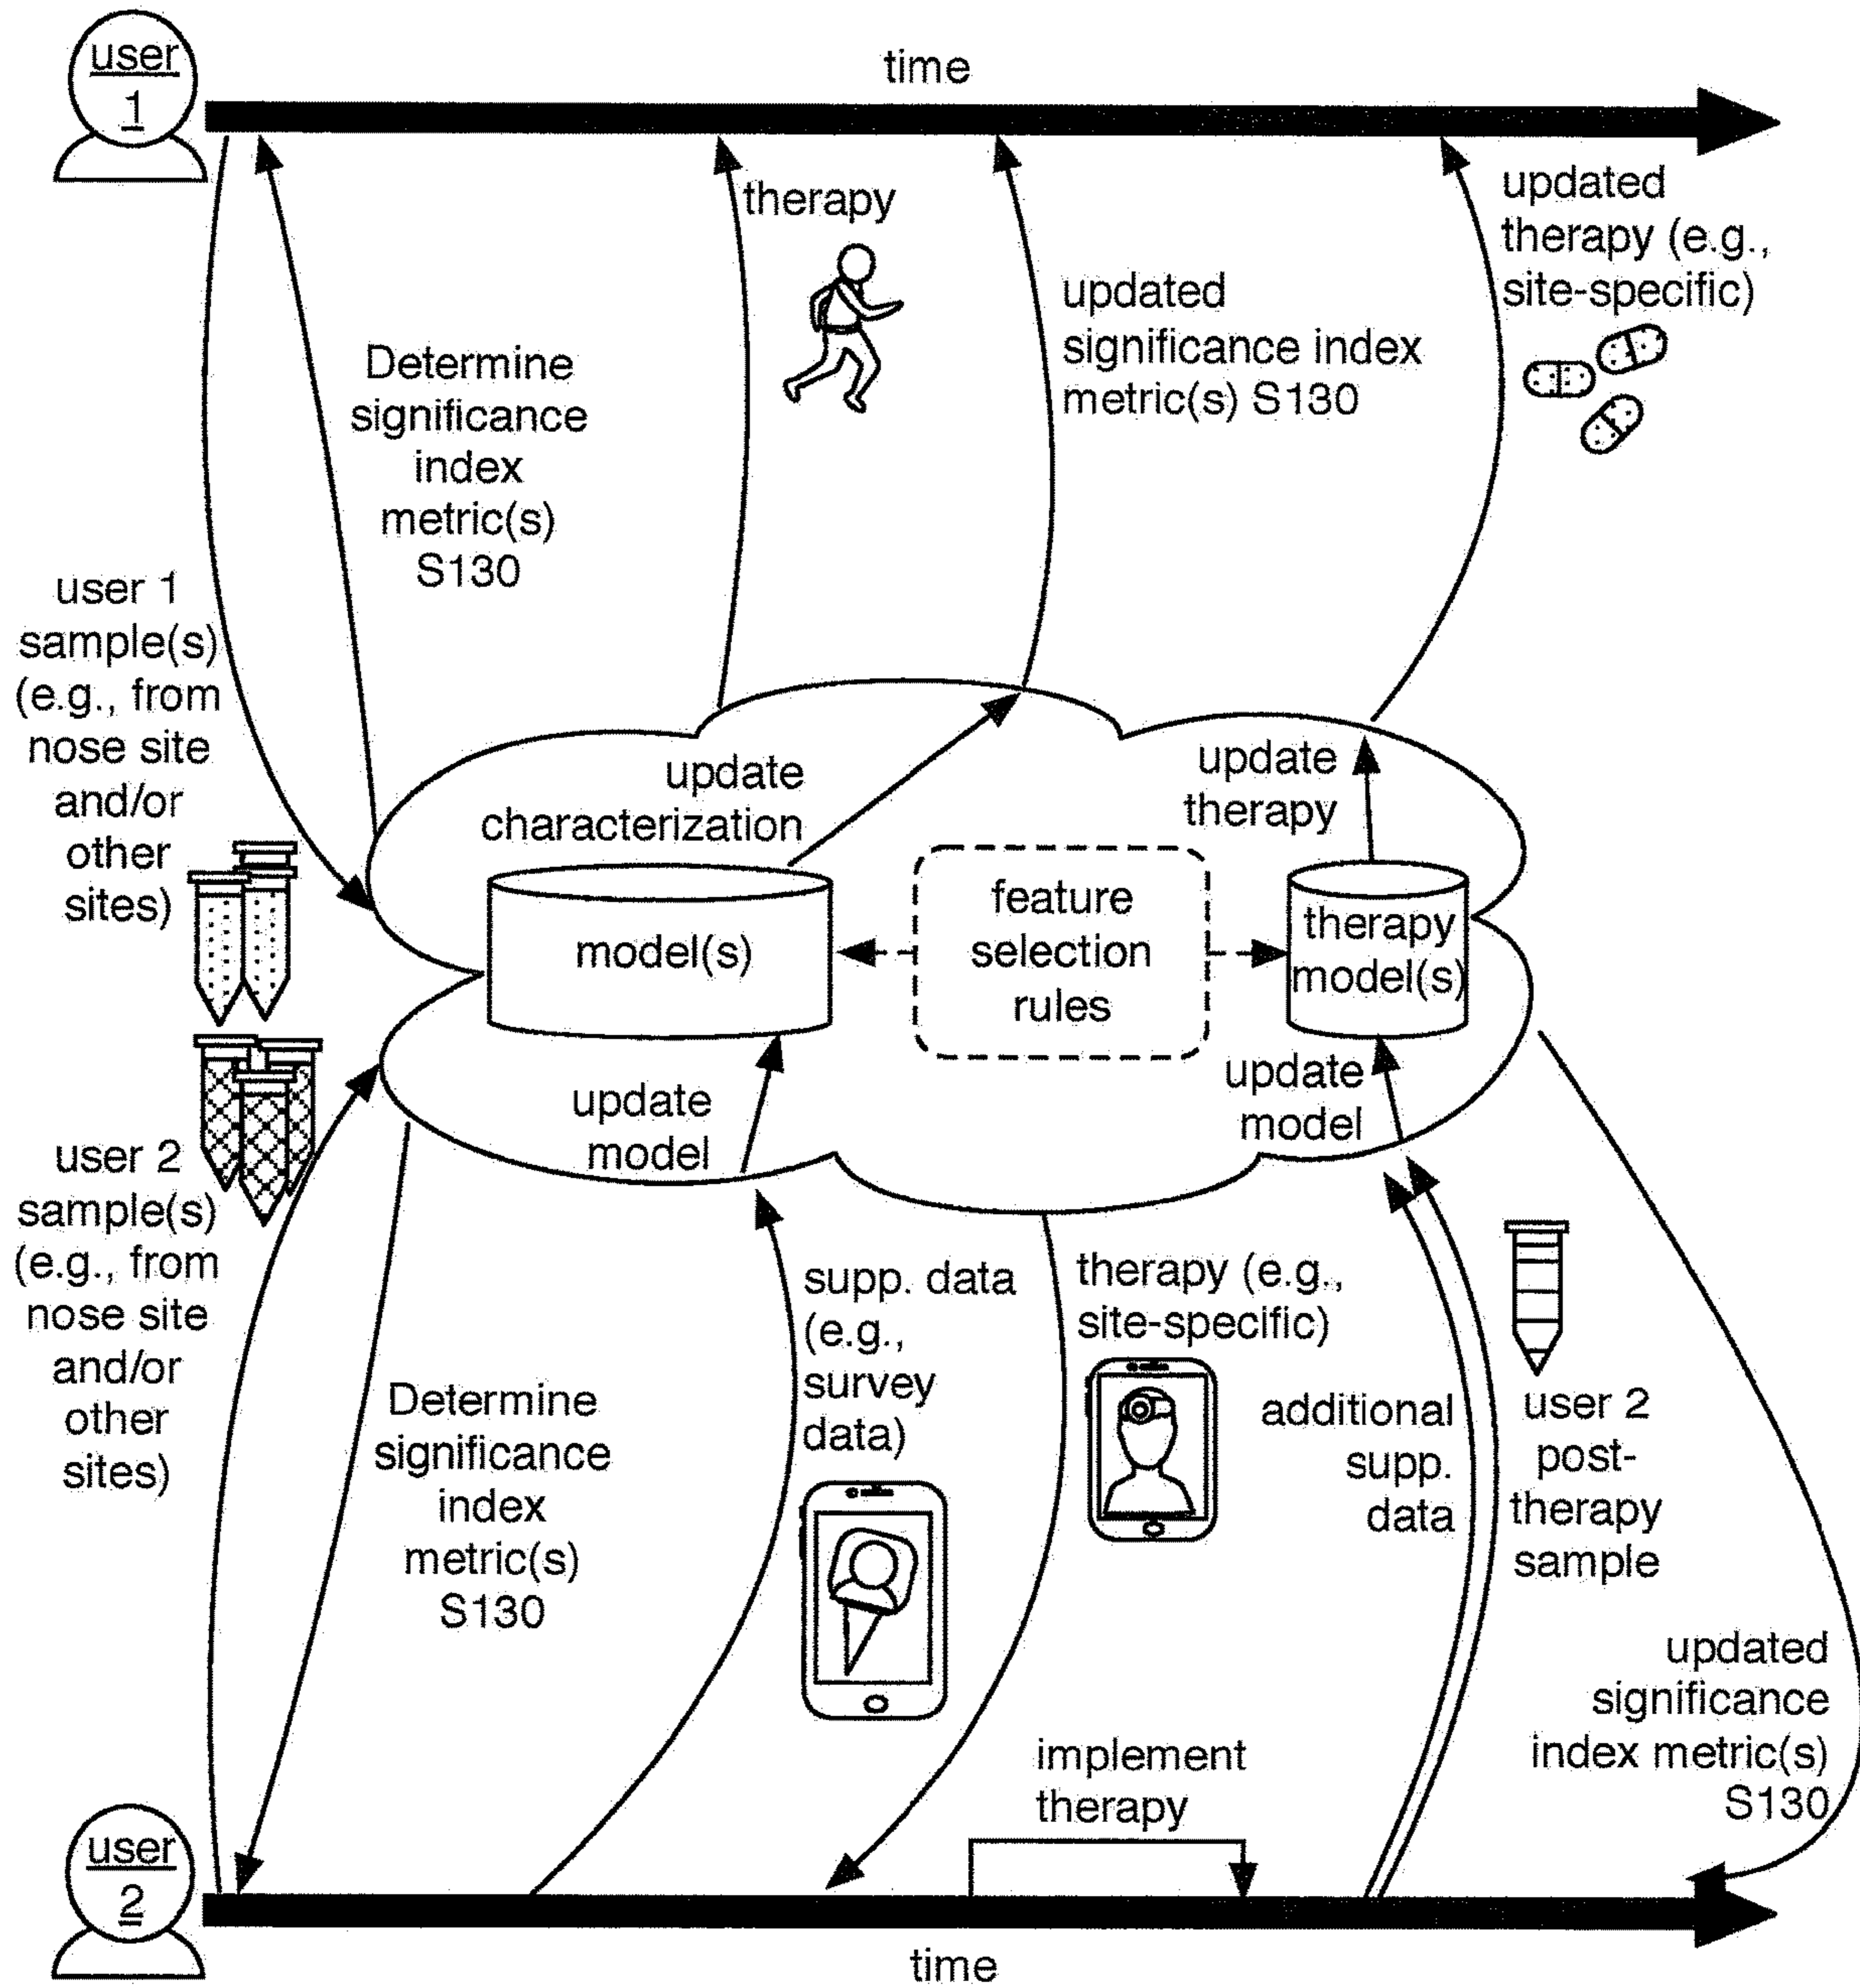 user
1
time
therapy
updated
therapy (e.g.,
site-specific)
updated
significance index
metric(s) S130
Determine
significance
index
metric(s)
S130
user 1
sample(s)
(e.g., from
nose site
and/or
other
sites)
update
characterization
update
therapy
model(s)
feature
selection
rules
therapy
model(s)
update
model
update
model
user 2
sample(s)
(e.g., from
nose site
and/or
other
sites)
Determine
significance
index
metric(s)
S130
supp. data
(e.g.,
survey
data)
therapy (e.g.,
site-specific)
additional
supp.
data
user 2
post-
therapy
sample
updated
significance
index metric(s)
S130
implement
therapy
user
2
time